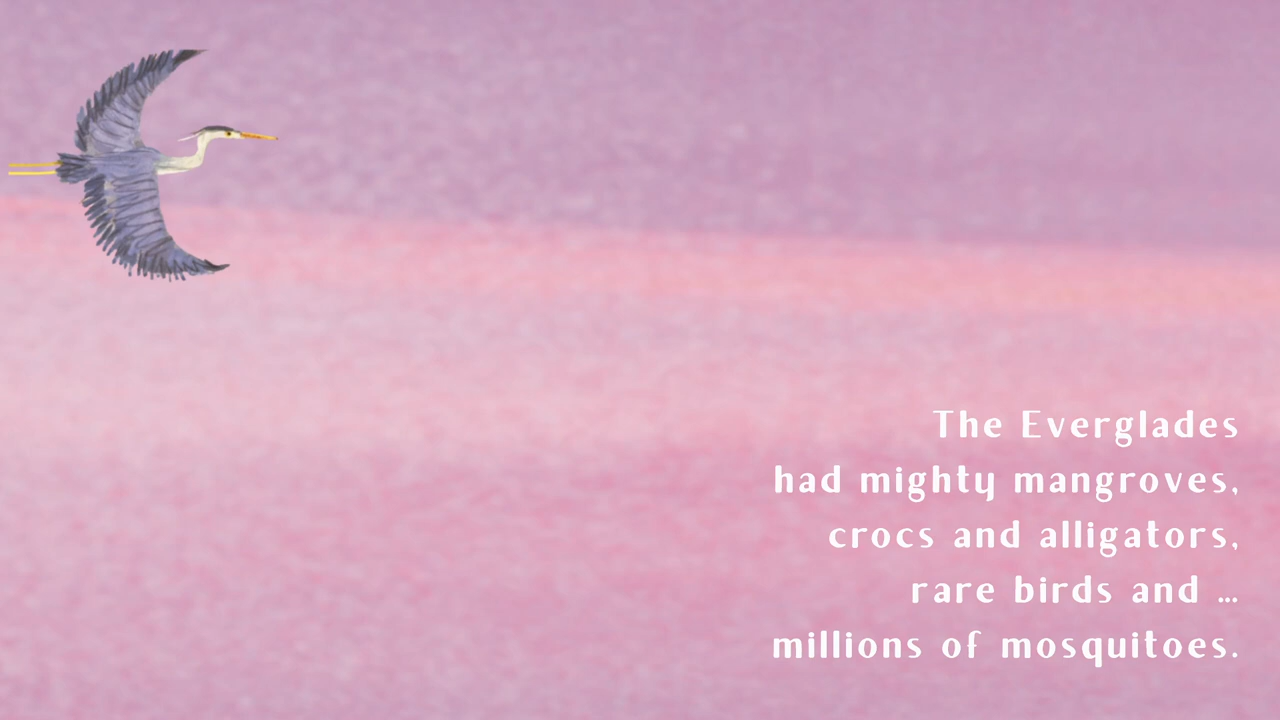 The Everglades
had mighty mangroves,
crocs and alligators,
rare birds and ...
millions of mosquitoes.